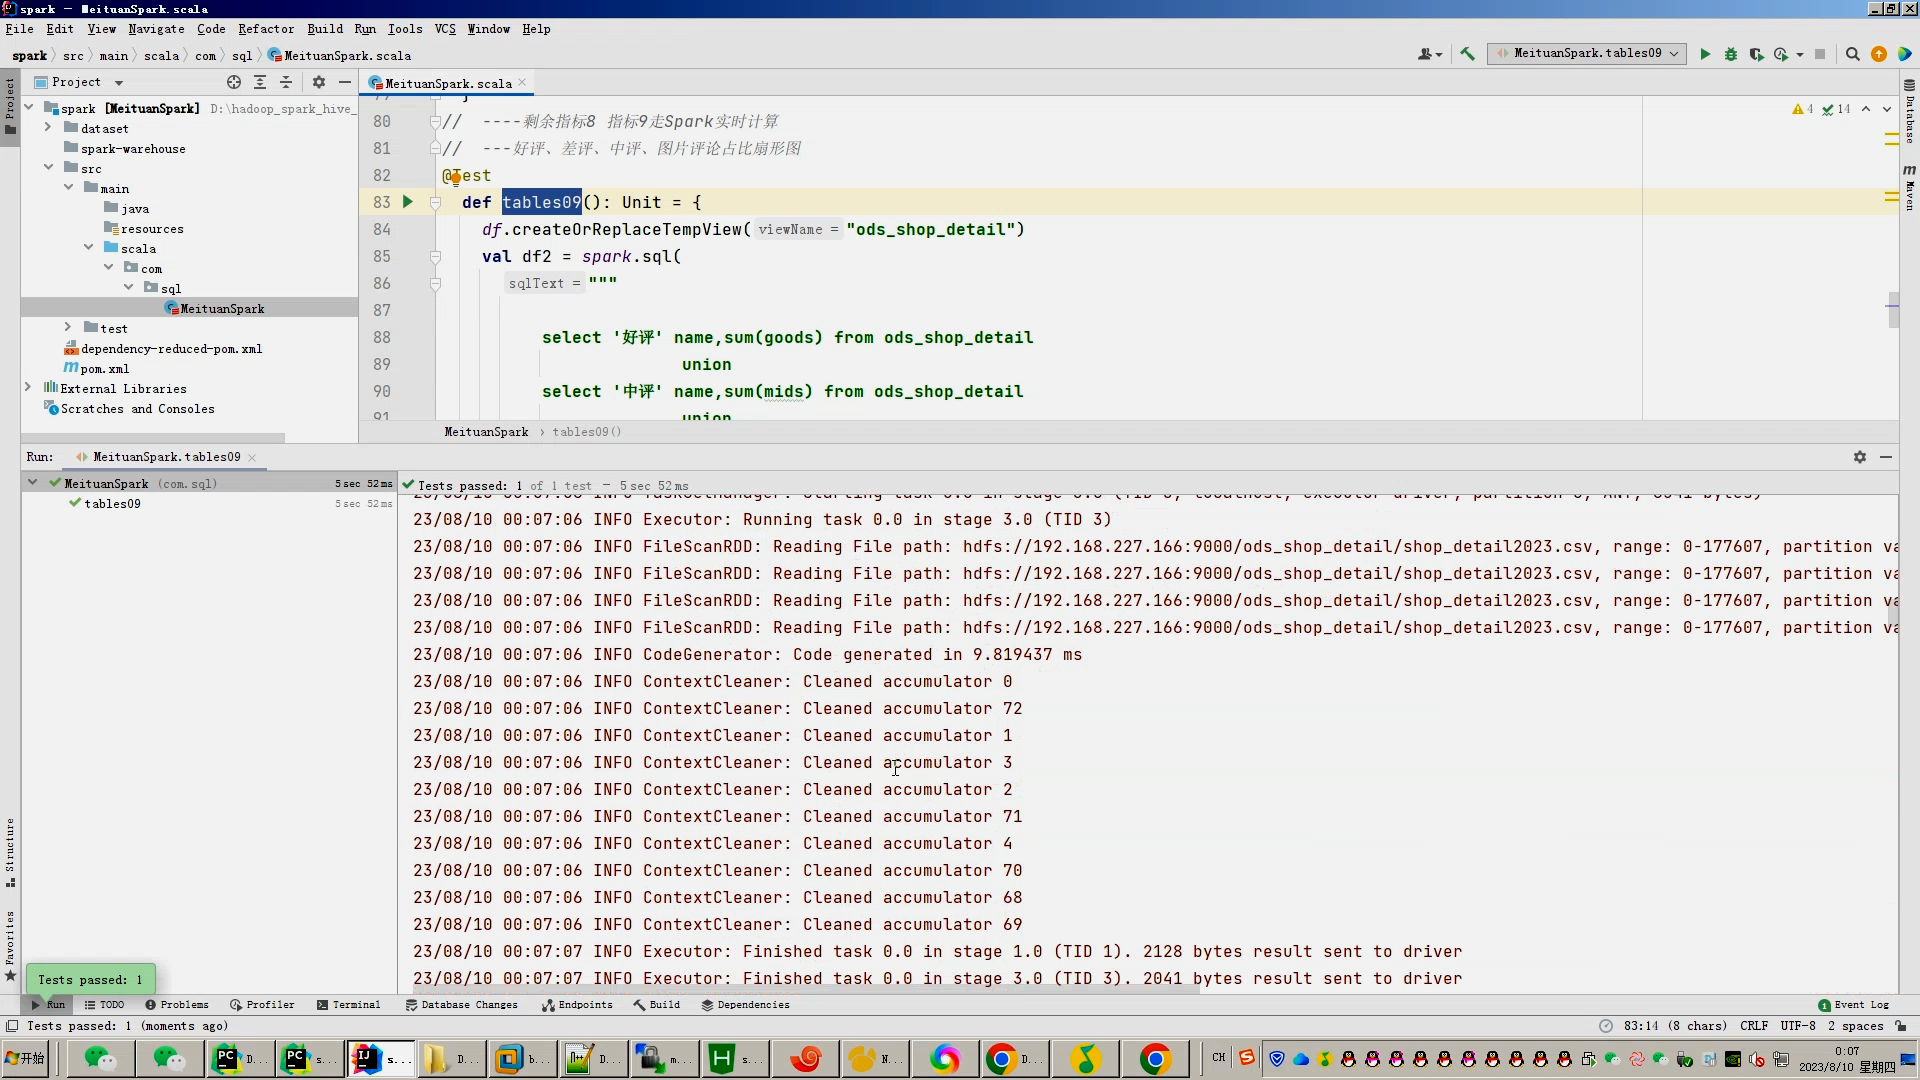 spark — MeituanSpark.scala
File Edit View Navigate Code Refactor Build Run Tools VCS Window Help
spark src main scala com sql MeituanSpark.scala
MeituanSpark.tables09
Project
MeituanSpark.scala
spark [MeituanSpark] D:\hadoop_spark_hive_
dataset
spark-warehouse
src
main
java
resources
scala
com
sql
MeituanSpark
test
dependency-reduced-pom.xml
pom.xml
External Libraries
Scratches and Consoles
Project
Structure
Favorites
Database
Maven
4 14
80 // ----剩余指标8 指标9走Spark实时计算
81 // ---好评、差评、中评、图片评论占比扇形图
82 @Test
83 def tables09(): Unit = {
84 df.createOrReplaceTempView( viewName = "ods_shop_detail")
85 val df2 = spark.sql(
86 sqlText = """
87
88 select '好评' name,sum(goods) from ods_shop_detail
89 union
90 select '中评' name,sum(mids) from ods_shop_detail
91 union
MeituanSpark › tables09()
Run: MeituanSpark.tables09
MeituanSpark (com.sql) 5 sec 52 ms
tables09 5 sec 52 ms
Tests passed: 1 of 1 test – 5 sec 52 ms
23/08/10 00:07:06 INFO Executor: Running task 0.0 in stage 3.0 (TID 3)
23/08/10 00:07:06 INFO FileScanRDD: Reading File path: hdfs://192.168.227.166:9000/ods_shop_detail/shop_detail2023.csv, range: 0-177607, partition va
23/08/10 00:07:06 INFO FileScanRDD: Reading File path: hdfs://192.168.227.166:9000/ods_shop_detail/shop_detail2023.csv, range: 0-177607, partition va
23/08/10 00:07:06 INFO FileScanRDD: Reading File path: hdfs://192.168.227.166:9000/ods_shop_detail/shop_detail2023.csv, range: 0-177607, partition va
23/08/10 00:07:06 INFO FileScanRDD: Reading File path: hdfs://192.168.227.166:9000/ods_shop_detail/shop_detail2023.csv, range: 0-177607, partition va
23/08/10 00:07:06 INFO CodeGenerator: Code generated in 9.819437 ms
23/08/10 00:07:06 INFO ContextCleaner: Cleaned accumulator 0
23/08/10 00:07:06 INFO ContextCleaner: Cleaned accumulator 72
23/08/10 00:07:06 INFO ContextCleaner: Cleaned accumulator 1
23/08/10 00:07:06 INFO ContextCleaner: Cleaned accumulator 3
23/08/10 00:07:06 INFO ContextCleaner: Cleaned accumulator 2
23/08/10 00:07:06 INFO ContextCleaner: Cleaned accumulator 71
23/08/10 00:07:06 INFO ContextCleaner: Cleaned accumulator 4
23/08/10 00:07:06 INFO ContextCleaner: Cleaned accumulator 70
23/08/10 00:07:06 INFO ContextCleaner: Cleaned accumulator 68
23/08/10 00:07:06 INFO ContextCleaner: Cleaned accumulator 69
23/08/10 00:07:07 INFO Executor: Finished task 0.0 in stage 1.0 (TID 1). 2128 bytes result sent to driver
23/08/10 00:07:07 INFO Executor: Finished task 0.0 in stage 3.0 (TID 3). 2041 bytes result sent to driver
Tests passed: 1
Run TODO Problems Profiler Terminal Database Changes Endpoints Build Dependencies 1 Event Log
Tests passed: 1 (moments ago) 83:14 (8 chars) CRLF UTF-8 2 spaces
开始 D... s... s... D... b... D... m... s... N... D... CH 0:07
2023/8/10 星期四